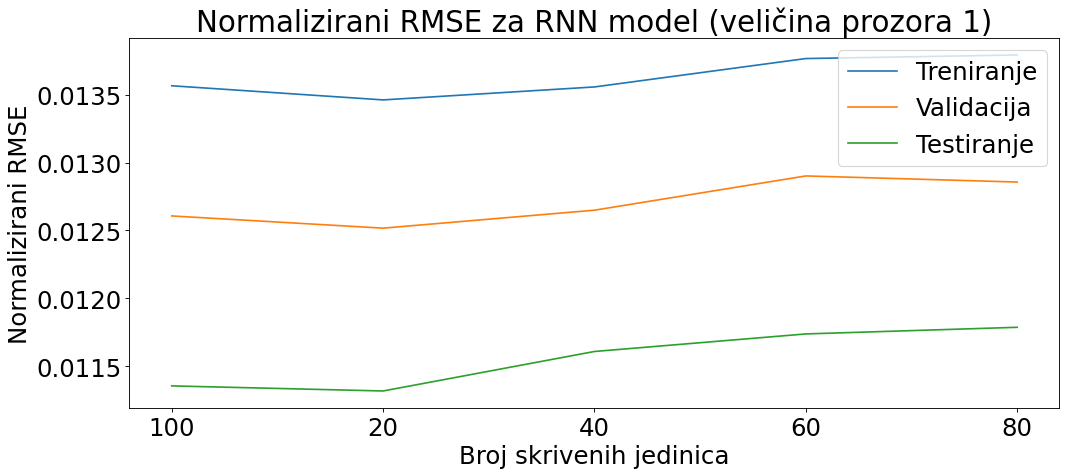 Normalizirani RMSE za RNN model (veličina prozora 1)
Normalizirani RMSE
0.0135
0.0130
0.0125
0.0120
0.0115
Treniranje
Validacija
Testiranje
100 20 40 60 80
Broj skrivenih jedinica